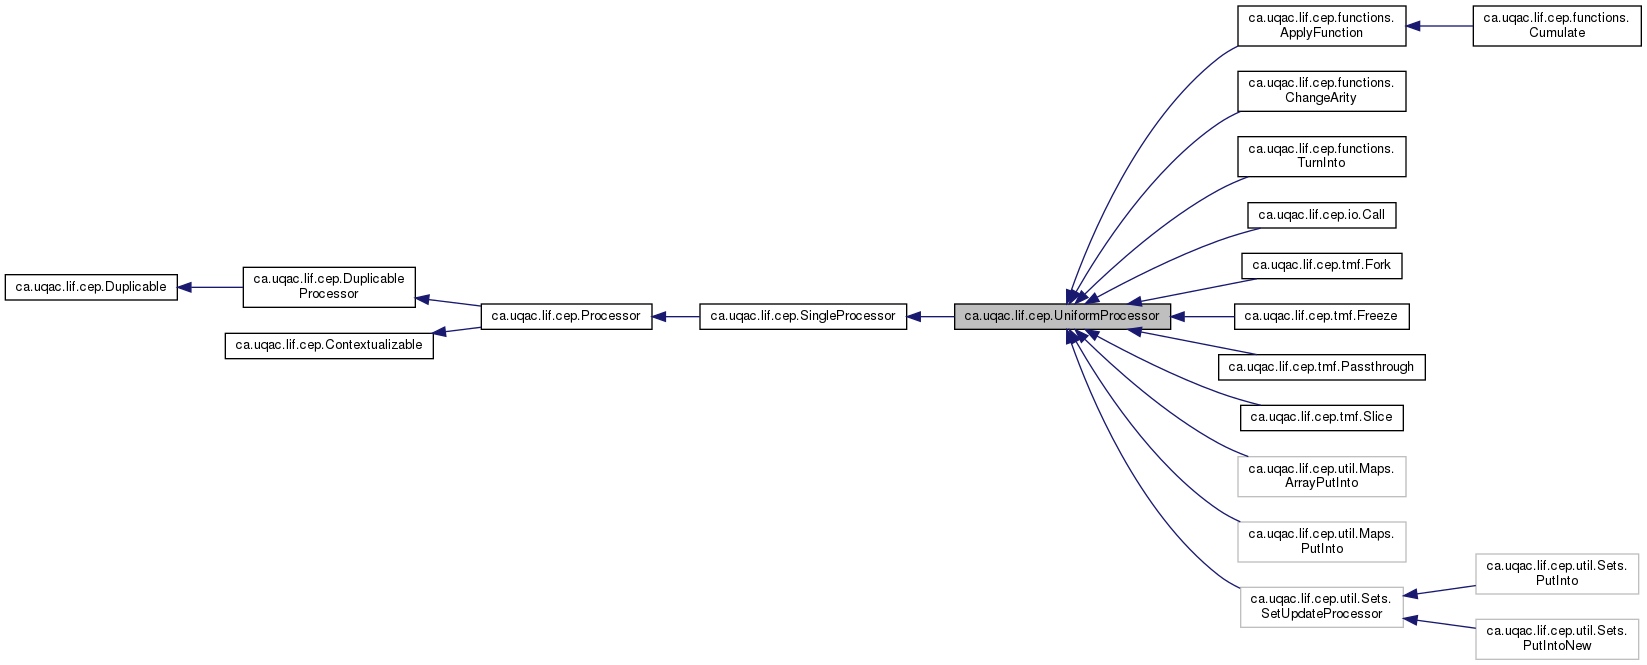 ca.uqac.lif.cep.Duplicable
ca.uqac.lif.cep.Duplicable
Processor
ca.uqac.lif.cep.Contextualizable
ca.uqac.lif.cep.Processor
ca.uqac.lif.cep.SingleProcessor
ca.uqac.lif.cep.UniformProcessor
ca.uqac.lif.cep.functions.
ApplyFunction
ca.uqac.lif.cep.functions.
Cumulate
ca.uqac.lif.cep.functions.
ChangeArity
ca.uqac.lif.cep.functions.
TurnInto
ca.uqac.lif.cep.io.Call
ca.uqac.lif.cep.tmf.Fork
ca.uqac.lif.cep.tmf.Freeze
ca.uqac.lif.cep.tmf.Passthrough
ca.uqac.lif.cep.tmf.Slice
ca.uqac.lif.cep.util.Maps.
ArrayPutInto
ca.uqac.lif.cep.util.Maps.
PutInto
ca.uqac.lif.cep.util.Sets.
SetUpdateProcessor
ca.uqac.lif.cep.util.Sets.
PutInto
ca.uqac.lif.cep.util.Sets.
PutIntoNew